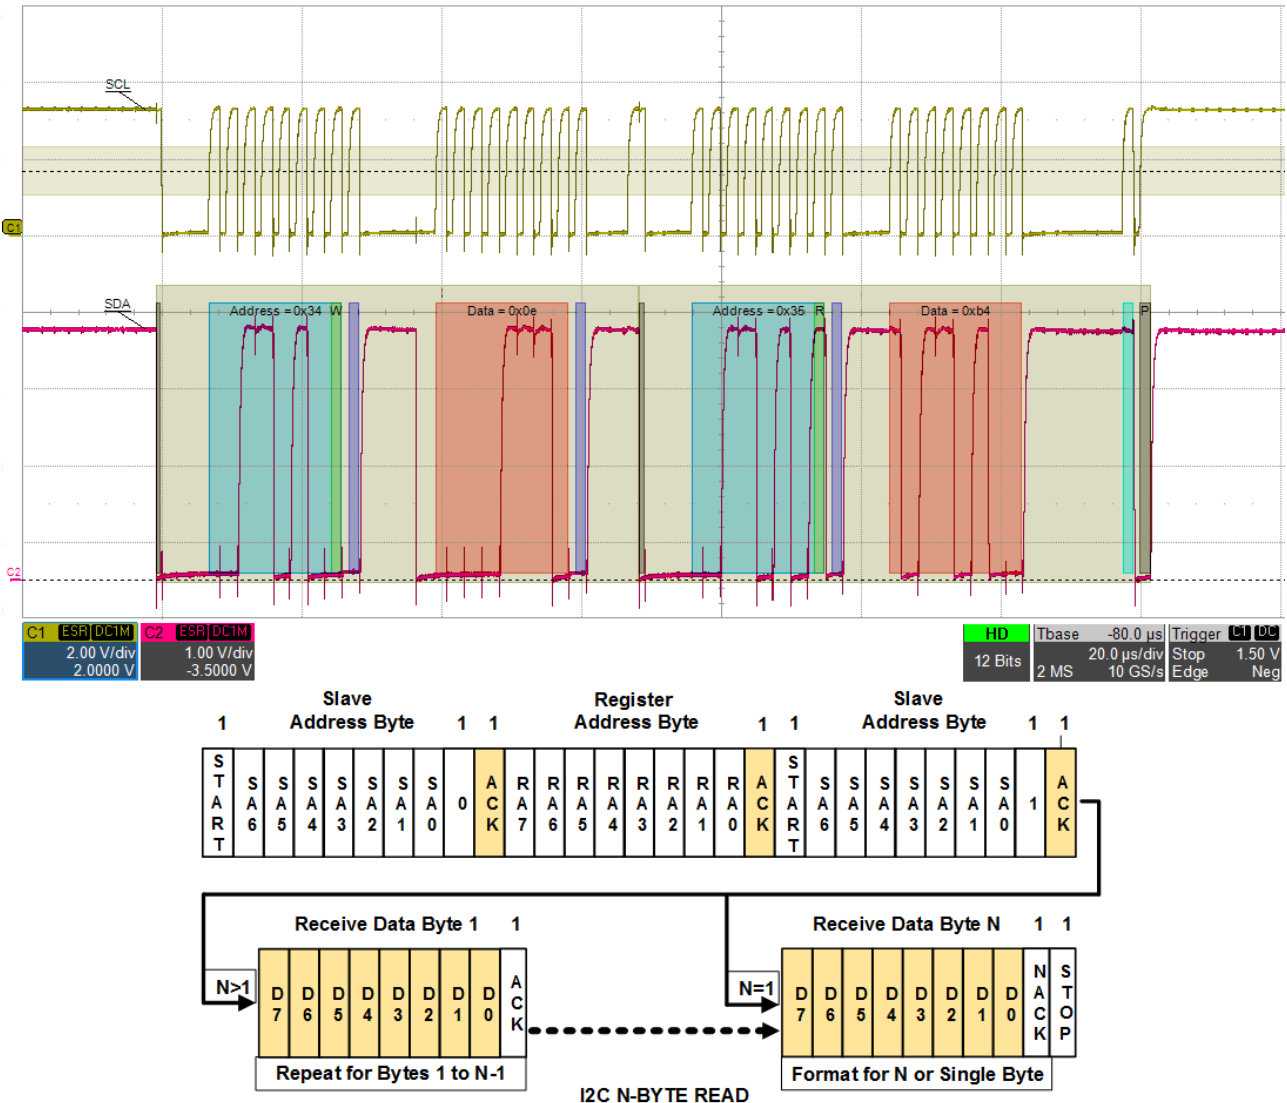 SCL
C1
SDA
Address = 0x34 W
Data = 0x0e
Address = 0x35 R
Data = 0xb4
P
C2
C1 ESR DC1M
2.00 V/div
2.0000 V
C2 ESR DC1M
1.00 V/div
-3.5000 V
HD
12 Bits
Tbase -80.0 µs
20.0 µs/div
2 MS 10 GS/s
Trigger C1 DC
Stop 1.50 V
Edge Neg
Slave Register Slave
1 Address Byte 1 1 Address Byte 1 1 Address Byte 1 1
START SA6 SA5 SA4 SA3 SA2 SA1 SA0 0 ACK RA7 RA6 RA5 RA4 RA3 RA2 RA1 RA0 ACK START SA6 SA5 SA4 SA3 SA2 SA1 SA0 1 ACK
Receive Data Byte 1 1
N>1
D7 D6 D5 D4 D3 D2 D1 D0 ACK
Repeat for Bytes 1 to N-1
Receive Data Byte N 1 1
N=1
D7 D6 D5 D4 D3 D2 D1 D0 NACK STOP
Format for N or Single Byte
I2C N-BYTE READ